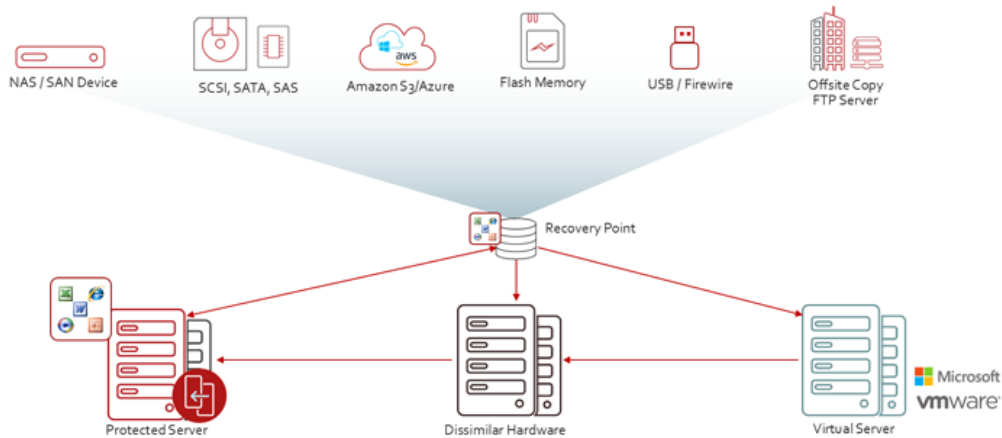 aws
NAS / SAN Device
SCSI, SATA, SAS
Amazon S3/Azure
Flash Memory
USB / Firewire
Offsite Copy
FTP Server
Recovery Point
Microsoft
vmware
Protected Server
Dissimilar Hardware
Virtual Server